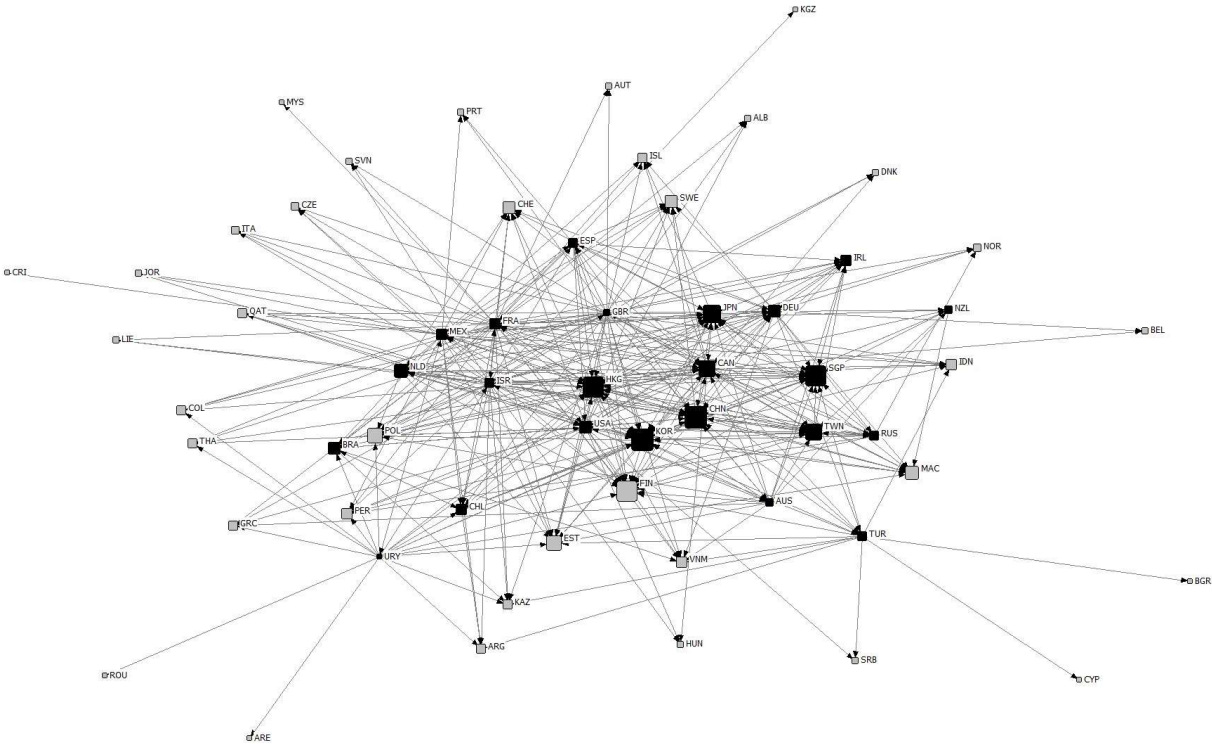 KGZ
AUT
MYS
PRT
ALB
ISL
SVN
DNK
SWE
CHE
CZE
ITA
ESP
NOR
IRL
CRI
JOR
JPN
DEU
NZL
QAT
GBR
FRA
BEL
MEX
LIE
CAN
IDN
NLD
SGP
HKG
ISR
COL
CHN
USA
TWN
POL
KOR
RUS
THA
BRA
MAC
FIN
AUS
CHL
PER
GRC
TUR
EST
URY
VNM
BGR
KAZ
HUN
ARG
SRB
ROU
CYP
ARE